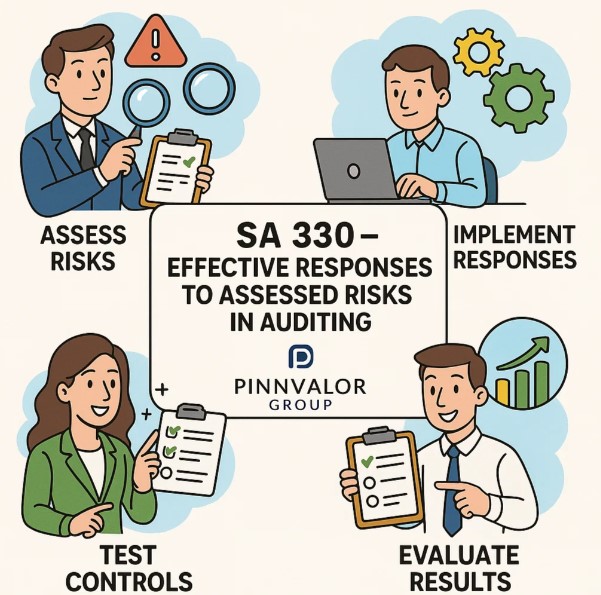 ASSESS
RISKS
IMPLEMENT
RESPONSES
SA 330 –
EFFECTIVE RESPONSES
TO ASSESSED RISKS
IN AUDITING
PINNVALOR
GROUP
TEST
CONTROLS
EVALUATE
RESULTS